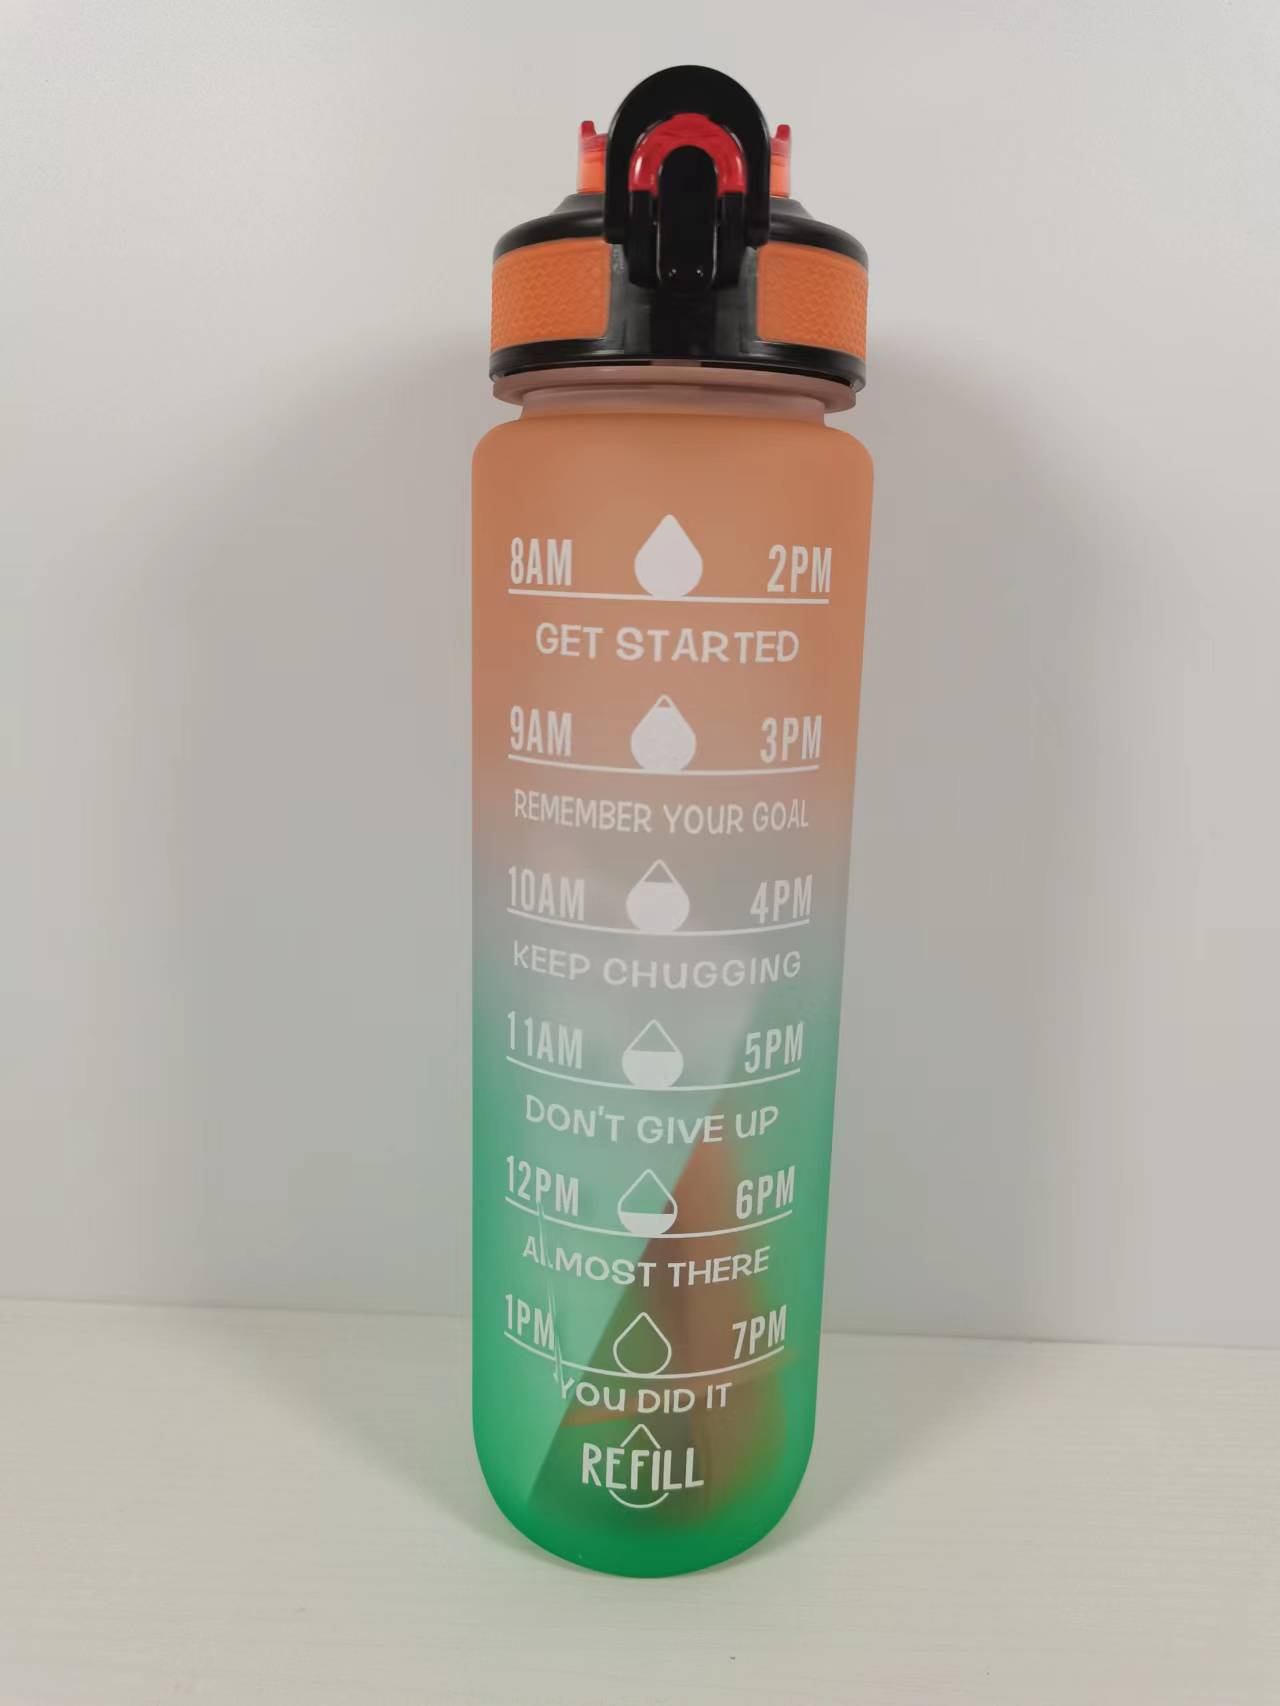 8AM 2PM
GET STARTED
9AM 3PM
REMEMBER YOUR GOAL
10AM 4PM
KEEP CHUGGING
11AM 5PM
DON'T GIVE UP
12PM 6PM
ALMOST THERE
1PM 7PM
YOU DID IT
REFILL